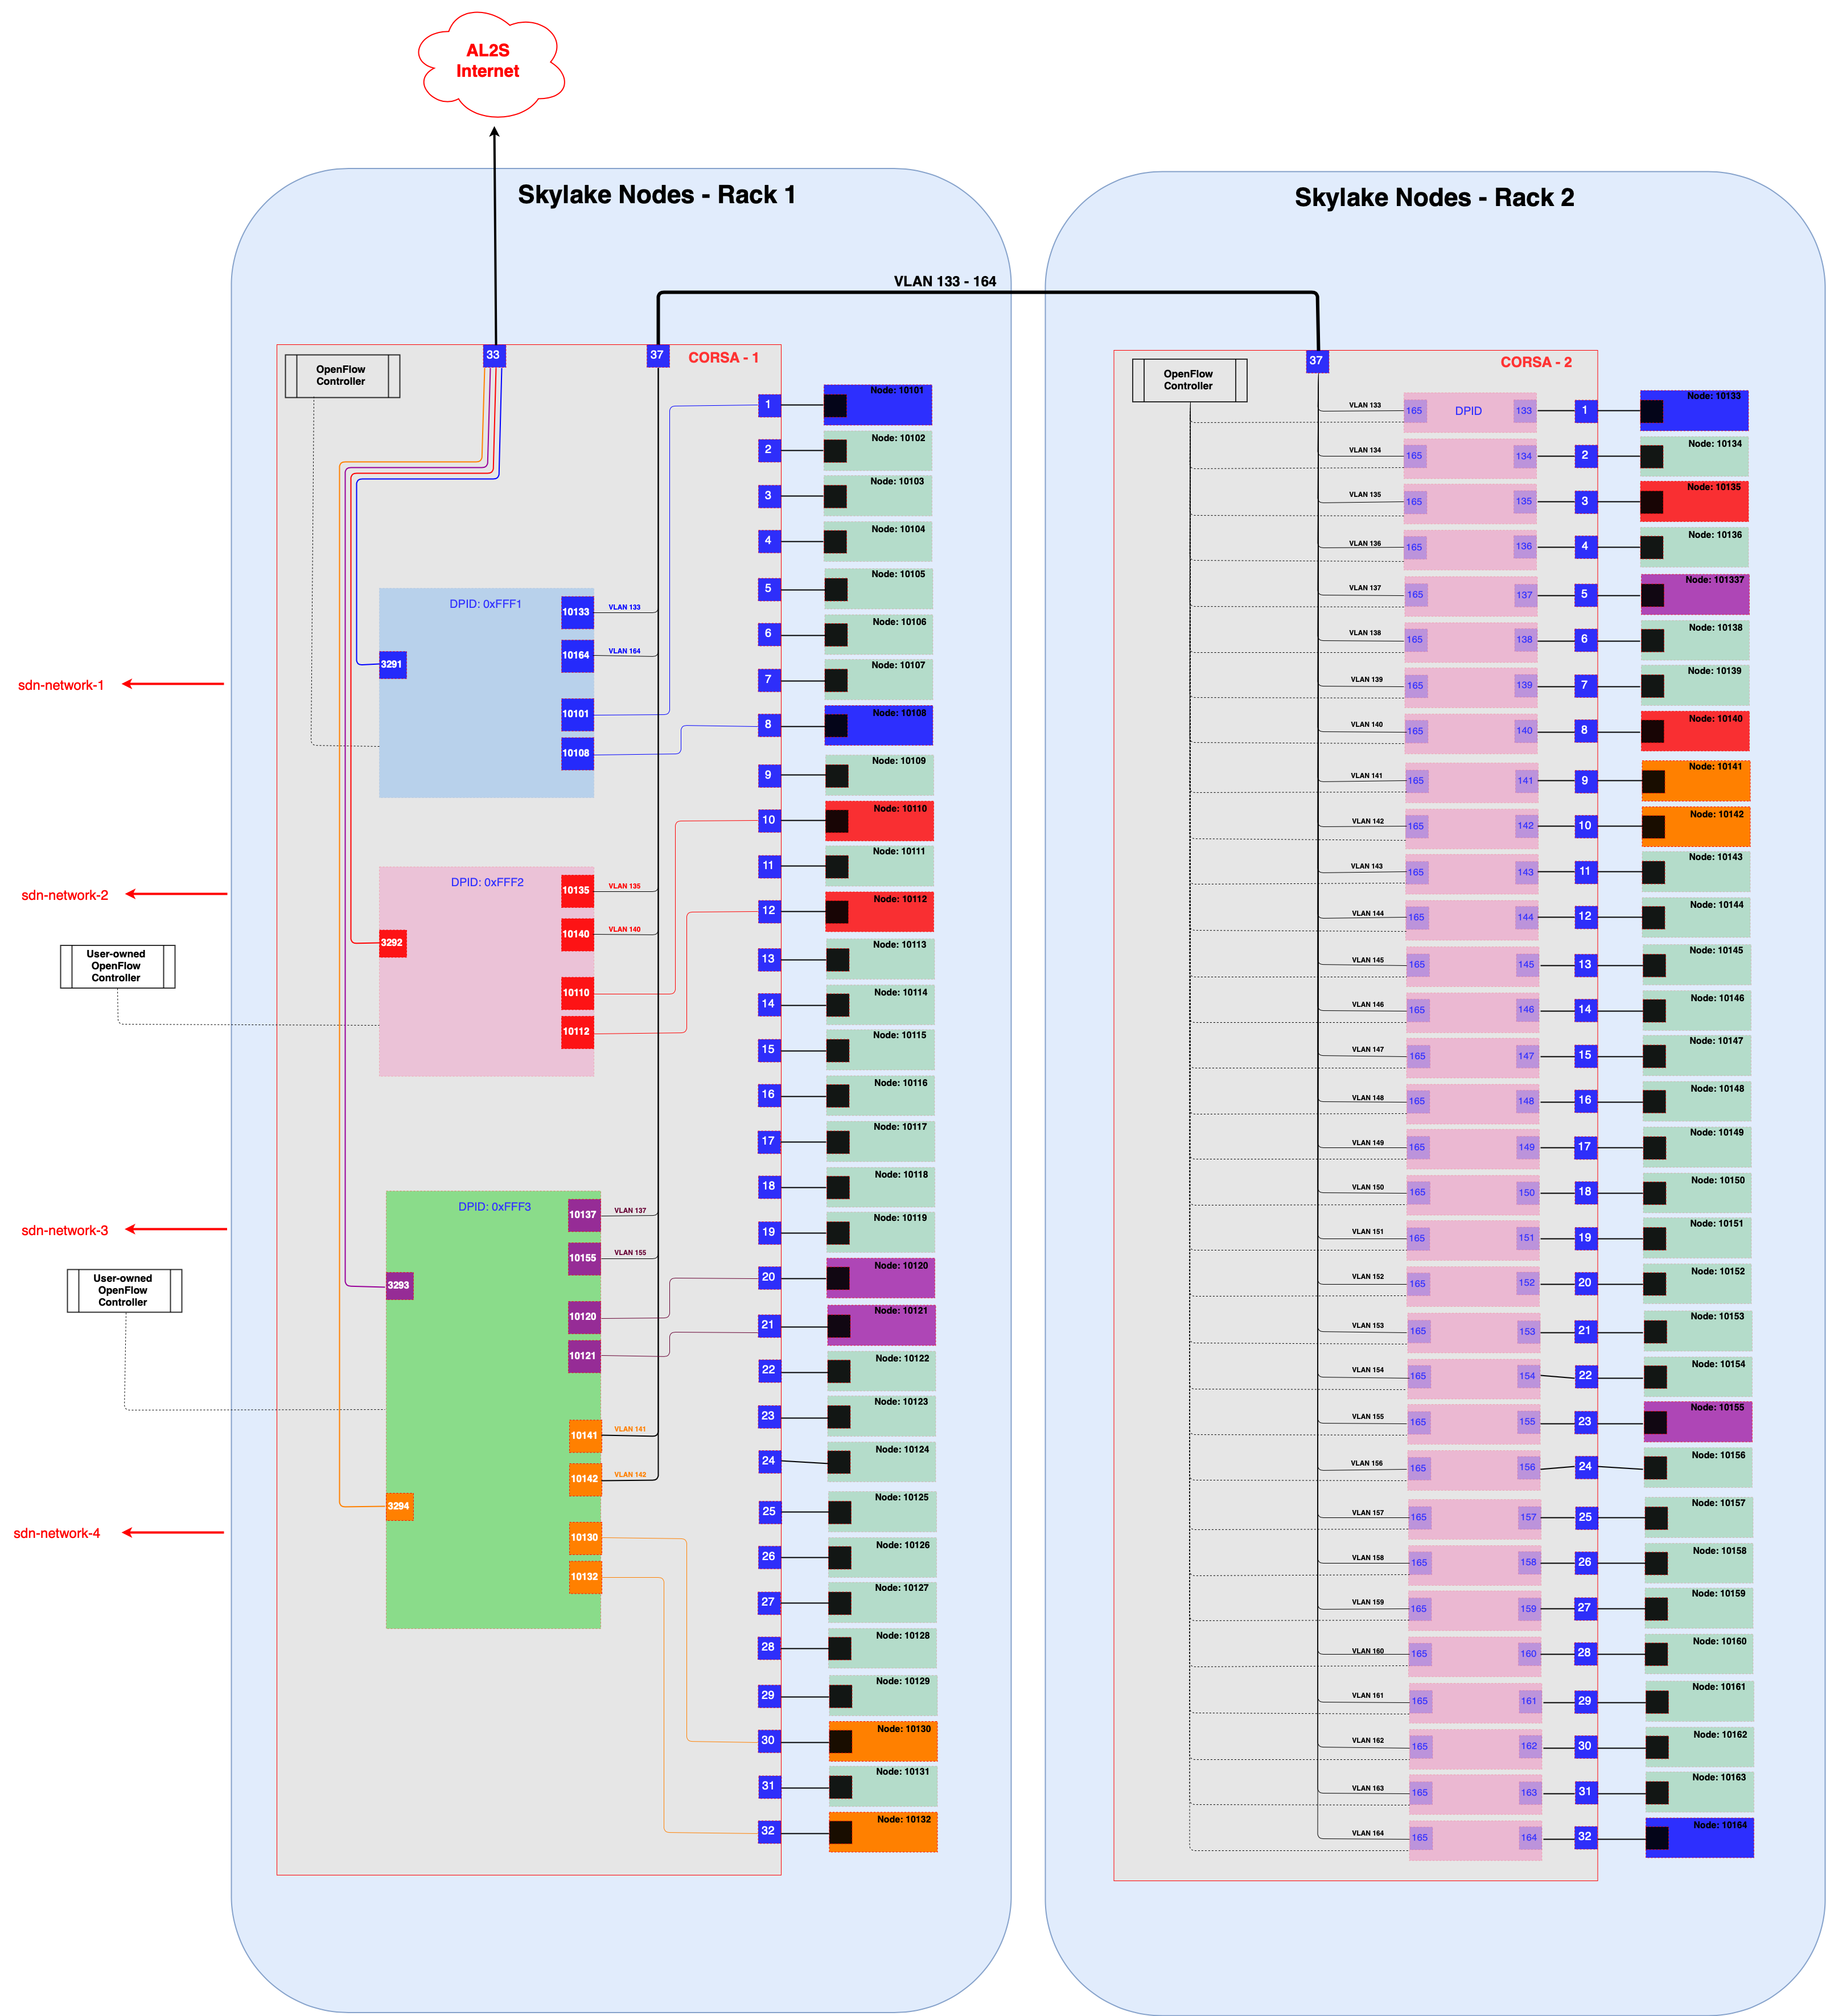 AL2S
Internet
Skylake Nodes - Rack 1
Skylake Nodes - Rack 2
VLAN 133 - 164
OpenFlow
Controller
33
37
CORSA - 1
1
Node: 10101
2
Node: 10102
3
Node: 10103
4
Node: 10104
5
Node: 10105
6
Node: 10106
7
Node: 10107
8
Node: 10108
9
Node: 10109
10
Node: 10110
11
Node: 10111
12
Node: 10112
13
Node: 10113
14
Node: 10114
15
Node: 10115
16
Node: 10116
17
Node: 10117
18
Node: 10118
19
Node: 10119
20
Node: 10120
21
Node: 10121
22
Node: 10122
23
Node: 10123
24
Node: 10124
25
Node: 10125
26
Node: 10126
27
Node: 10127
28
Node: 10128
29
Node: 10129
30
Node: 10130
31
Node: 10131
32
Node: 10132
sdn-network-1
DPID: 0xFFF1
3291
10133
VLAN 133
10164
VLAN 164
10101
10108
sdn-network-2
User-owned
OpenFlow
Controller
DPID: 0xFFF2
3292
10135
VLAN 135
10140
VLAN 140
10110
10112
sdn-network-3
User-owned
OpenFlow
Controller
DPID: 0xFFF3
3293
10137
VLAN 137
10155
VLAN 155
10120
10121
sdn-network-4
3294
10141
VLAN 141
10142
VLAN 142
10130
10132
OpenFlow
Controller
37
CORSA - 2
VLAN 133
165
DPID
133
1
Node: 10133
VLAN 134
165
134
2
Node: 10134
VLAN 135
165
135
3
Node: 10135
VLAN 136
165
136
4
Node: 10136
VLAN 137
165
137
5
Node: 101337
VLAN 138
165
138
6
Node: 10138
VLAN 139
165
139
7
Node: 10139
VLAN 140
165
140
8
Node: 10140
VLAN 141
165
141
9
Node: 10141
VLAN 142
165
142
10
Node: 10142
VLAN 143
165
143
11
Node: 10143
VLAN 144
165
144
12
Node: 10144
VLAN 145
165
145
13
Node: 10145
VLAN 146
165
146
14
Node: 10146
VLAN 147
165
147
15
Node: 10147
VLAN 148
165
148
16
Node: 10148
VLAN 149
165
149
17
Node: 10149
VLAN 150
165
150
18
Node: 10150
VLAN 151
165
151
19
Node: 10151
VLAN 152
165
152
20
Node: 10152
VLAN 153
165
153
21
Node: 10153
VLAN 154
165
154
22
Node: 10154
VLAN 155
165
155
23
Node: 10155
VLAN 156
165
156
24
Node: 10156
VLAN 157
165
157
25
Node: 10157
VLAN 158
165
158
26
Node: 10158
VLAN 159
165
159
27
Node: 10159
VLAN 160
165
160
28
Node: 10160
VLAN 161
165
161
29
Node: 10161
VLAN 162
165
162
30
Node: 10162
VLAN 163
165
163
31
Node: 10163
VLAN 164
165
164
32
Node: 10164